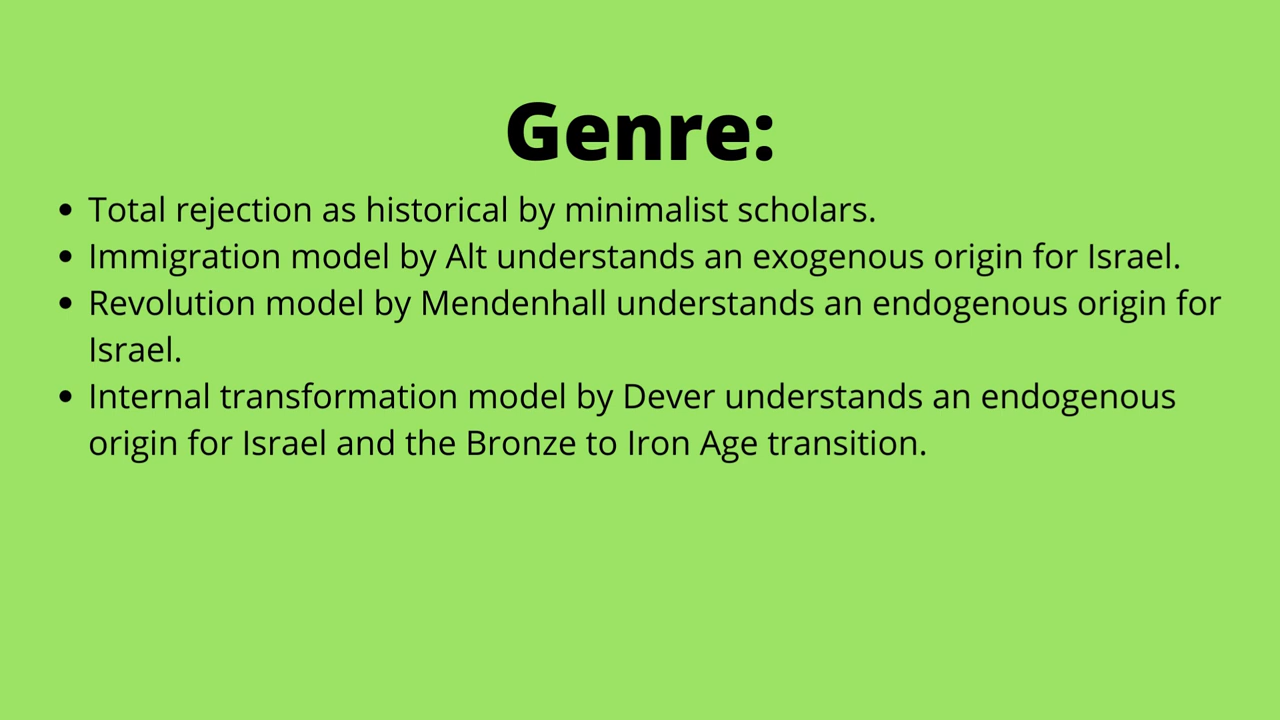 Genre:
• Total rejection as historical by minimalist scholars.
• Immigration model by Alt understands an exogenous origin for Israel.
• Revolution model by Mendenhall understands an endogenous origin for
Israel.
• Internal transformation model by Dever understands an endogenous
origin for Israel and the Bronze to Iron Age transition.